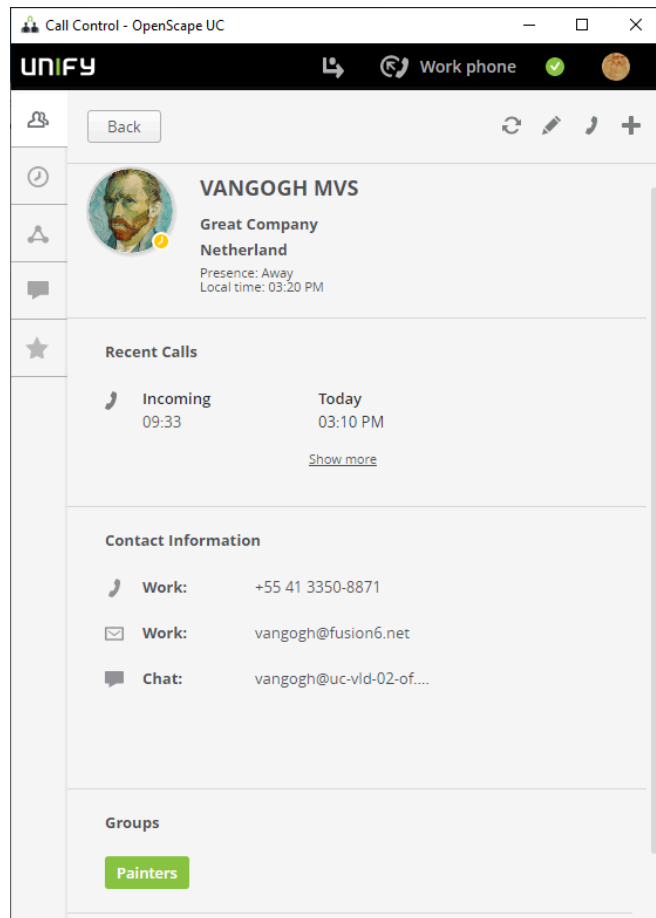 Call Control - OpenScape UC
UNIFY
Work phone
Back
VANGOGH MVS
Great Company
Netherland
Presence: Away
Local time: 03:20 PM
Recent Calls
Incoming Today
09:33 03:10 PM
Show more
Contact Information
Work: +55 41 3350-8871
Work: vangogh@fusion6.net
Chat: vangogh@uc-vld-02-of....
Groups
Painters